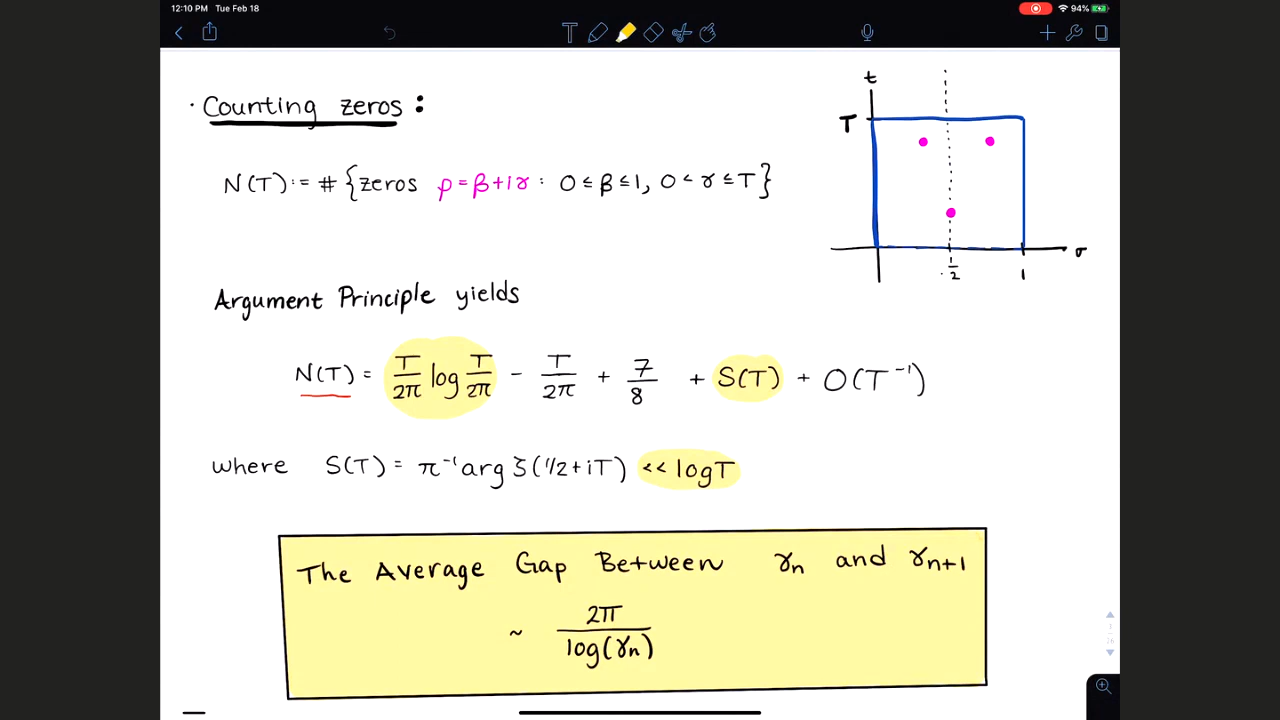 12:10 PM Tue Feb 18
94%
· Counting zeros :
t
T
N(T) := # {zeros ρ = β + iγ : 0 ≤ β ≤ 1, 0 < γ ≤ T}
σ
1/2
1
Argument Principle yields
N(T) = T/2π log T/2π - T/2π + 7/8 + S(T) + O(T⁻¹)
where S(T) = π⁻¹ arg ζ(1/2 + iT) << log T
The Average Gap Between γn and γn+1
~ 2π/log(γn)